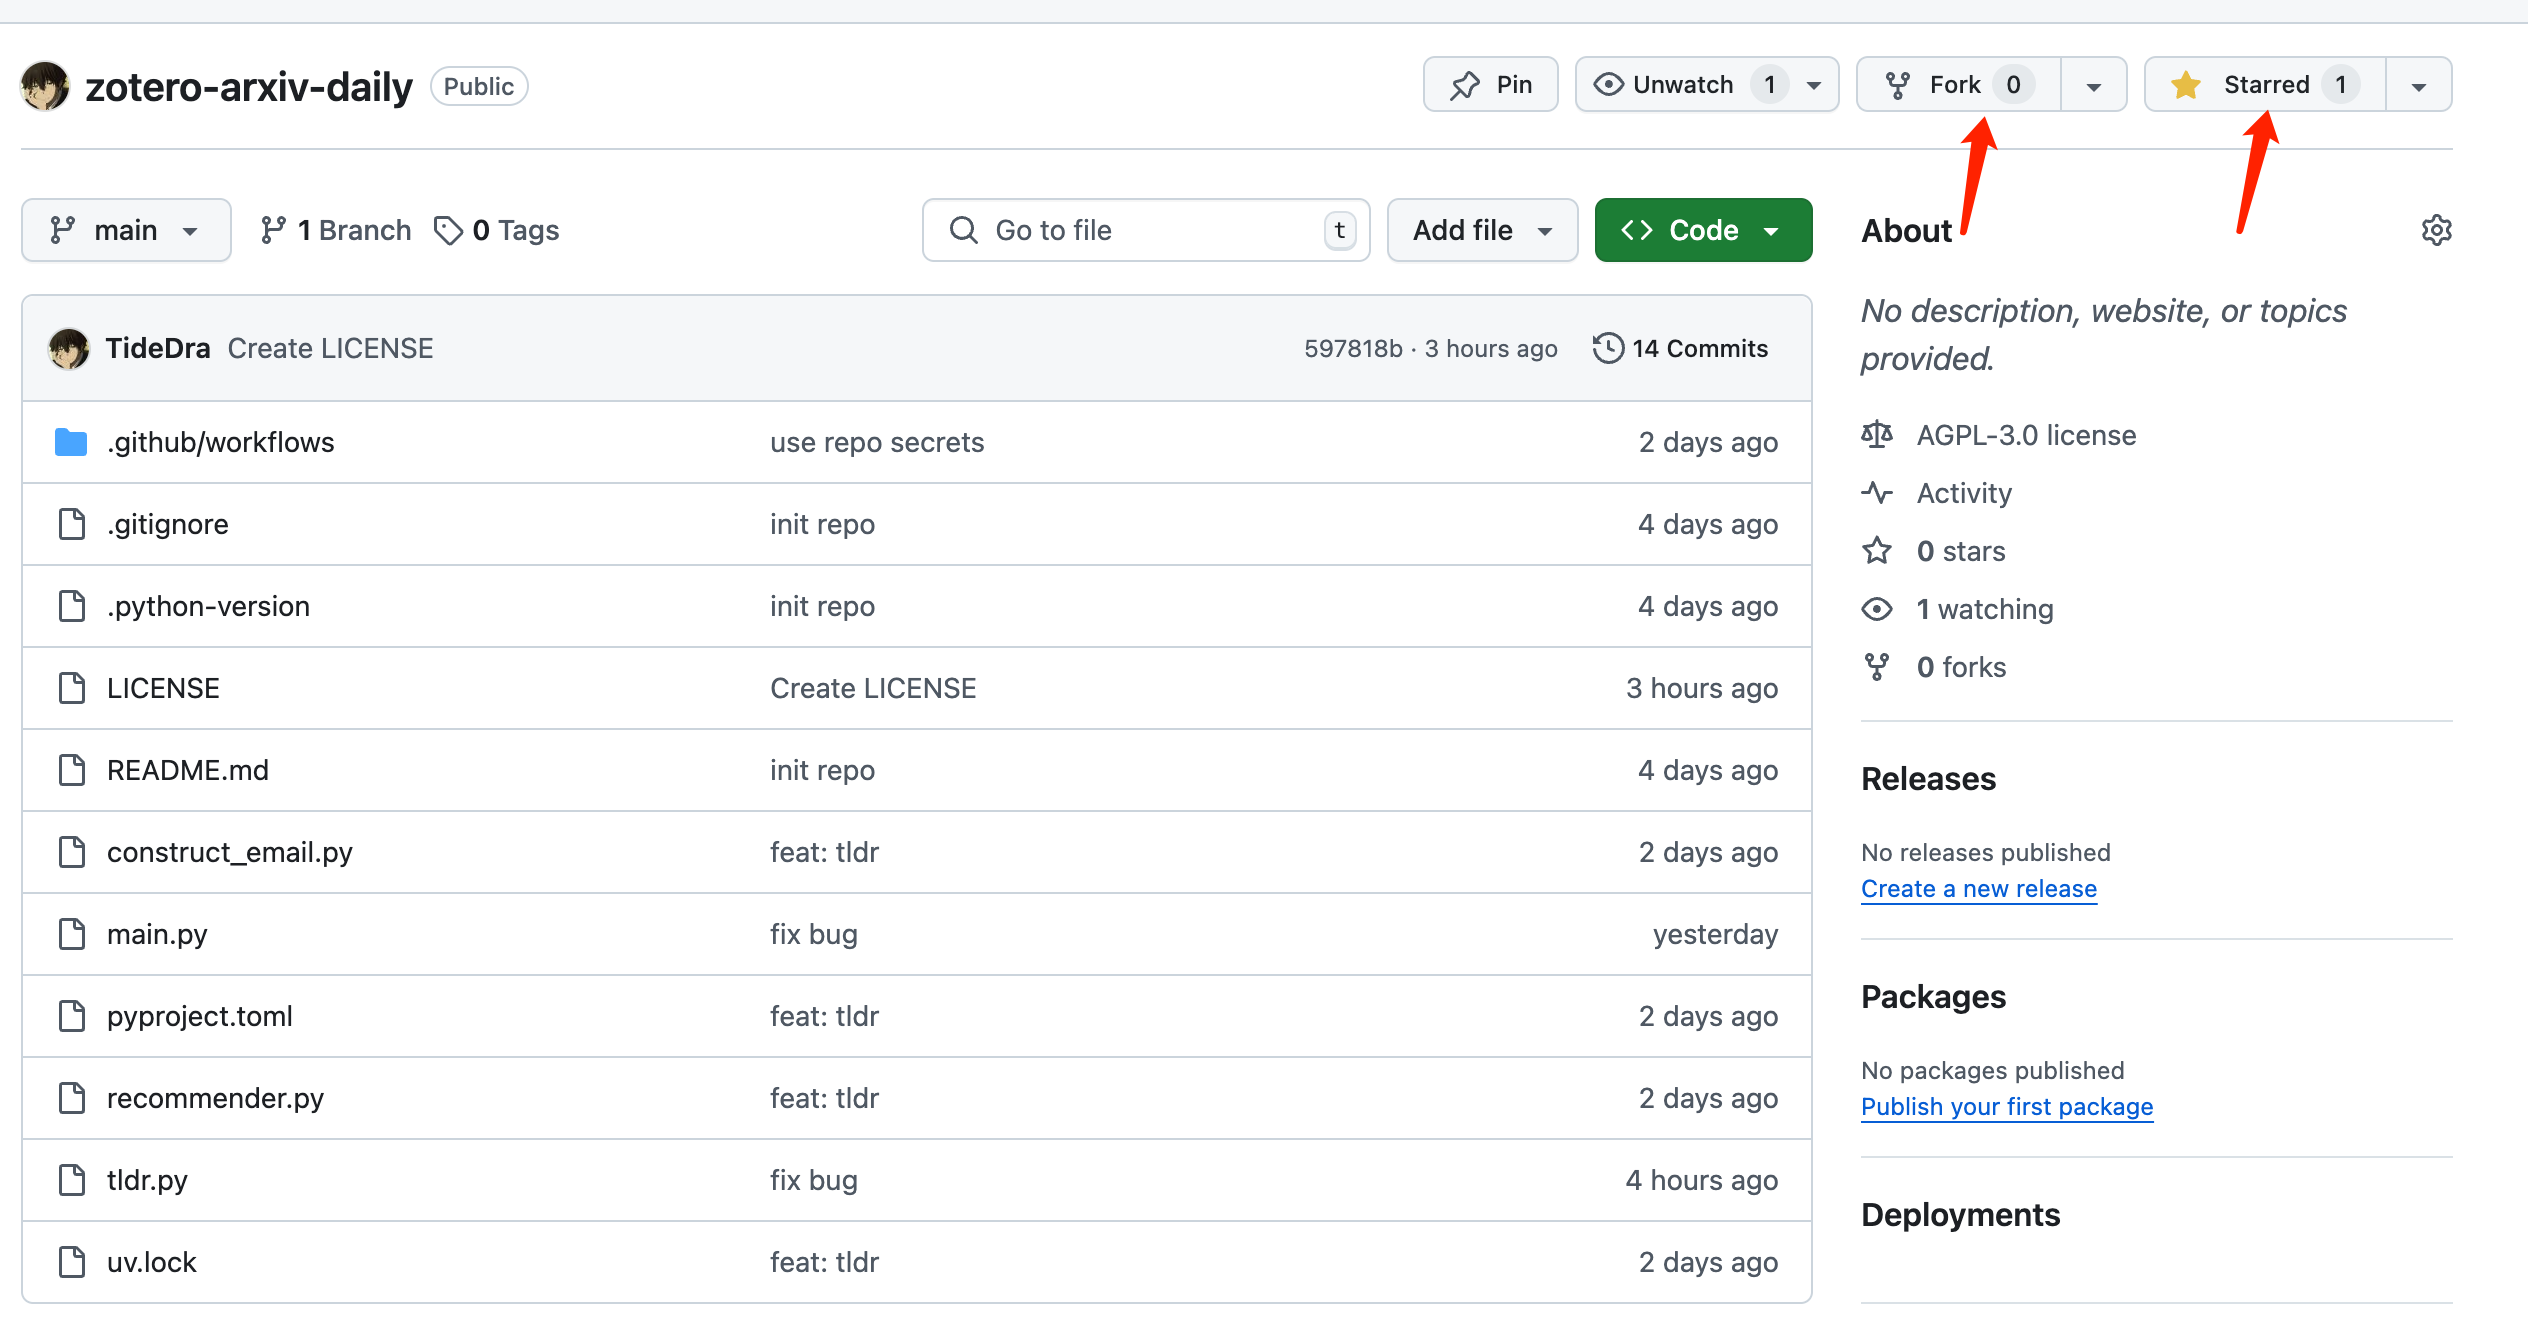 zotero-arxiv-daily Public Pin Unwatch 1 Fork 0 Starred 1
main 1 Branch 0 Tags Go to file t Add file Code
TideDra Create LICENSE 597818b · 3 hours ago 14 Commits
.github/workflows use repo secrets 2 days ago
.gitignore init repo 4 days ago
.python-version init repo 4 days ago
LICENSE Create LICENSE 3 hours ago
README.md init repo 4 days ago
construct_email.py feat: tldr 2 days ago
main.py fix bug yesterday
pyproject.toml feat: tldr 2 days ago
recommender.py feat: tldr 2 days ago
tldr.py fix bug 4 hours ago
uv.lock feat: tldr 2 days ago
About
No description, website, or topics
provided.
AGPL-3.0 license
Activity
0 stars
1 watching
0 forks
Releases
No releases published
Create a new release
Packages
No packages published
Publish your first package
Deployments